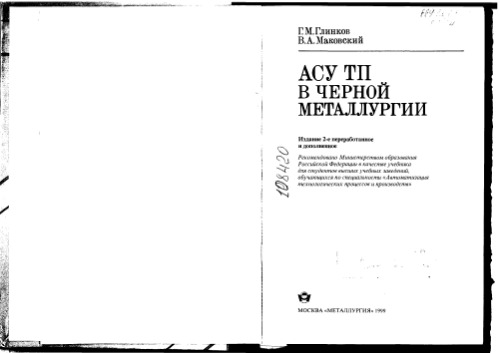 Г.М. Глинков
В.А. Маковский
АСУ ТП
В ЧЕРНОЙ
МЕТАЛЛУРГИИ
Издание 2-е переработанное
и дополненное
Рекомендовано Министерством образования
Российской Федерации в качестве учебника
для студентов высших учебных заведений,
обучающихся по специальности «Автоматизация
технологических процессов и производств»
108420
МОСКВА «МЕТАЛЛУРГИЯ» 1999